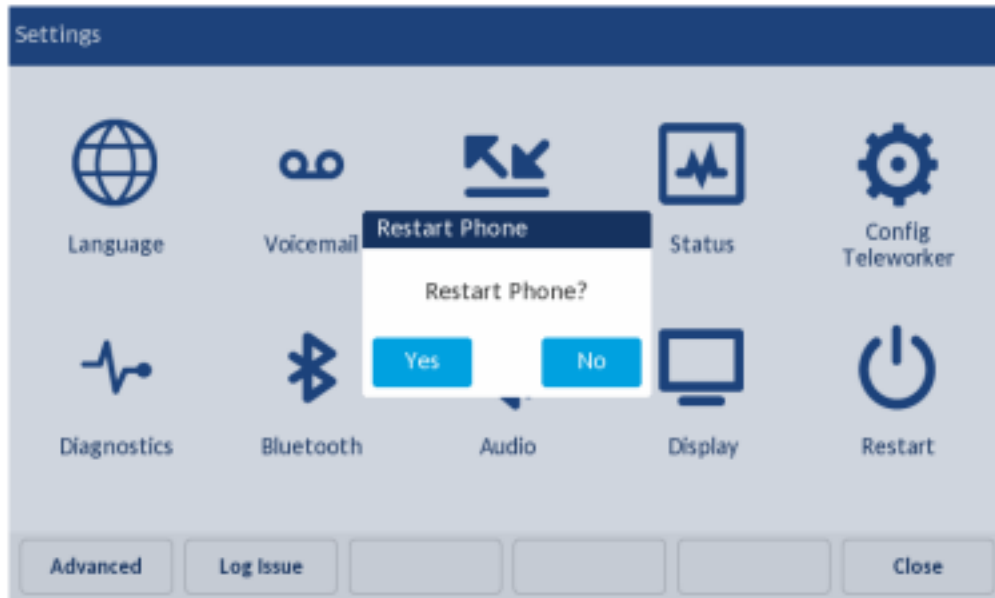 Settings
Language
Voicemail
Status
Config
Teleworker
Restart Phone
Restart Phone?
Yes
No
Diagnostics
Bluetooth
Audio
Display
Restart
Advanced
Log Issue
Close